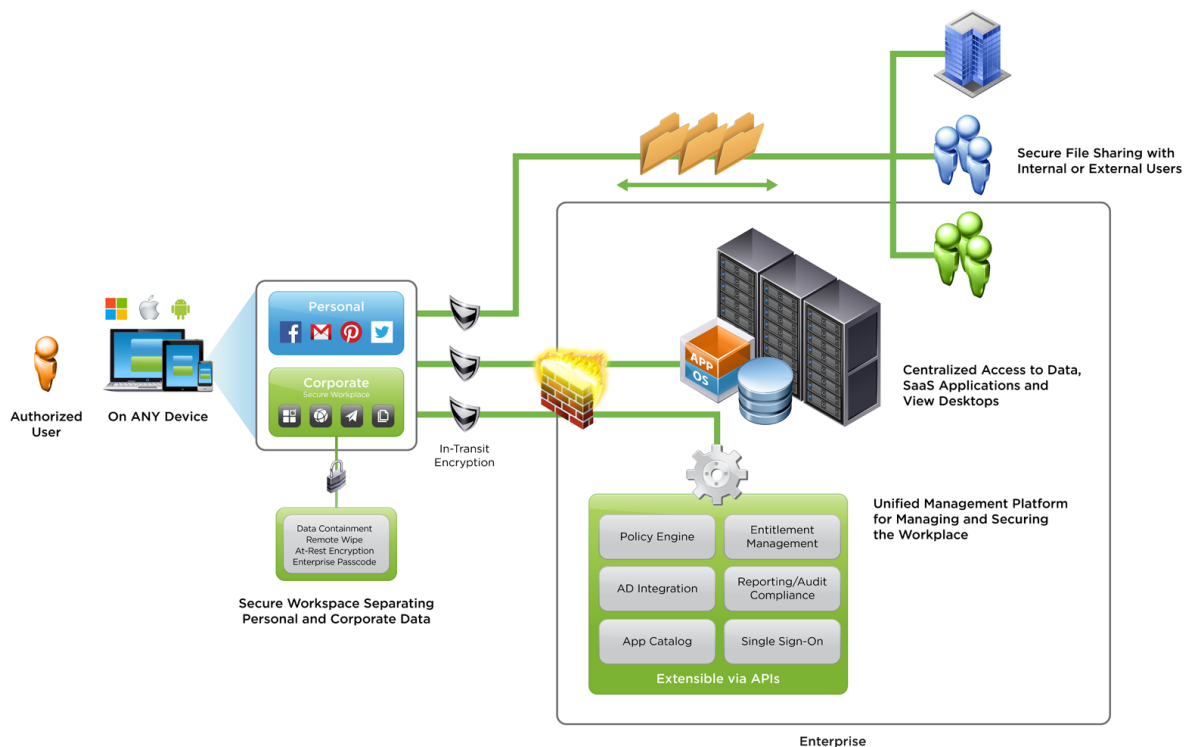 Secure File Sharing with
Internal or External Users
Personal
Corporate
Secure Workplace
APP
OS
Authorized
User
On ANY Device
In-Transit
Encryption
Centralized Access to Data,
SaaS Applications and
View Desktops
Data Containment
Remote Wipe
At-Rest Encryption
Enterprise Passcode
Secure Workspace Separating
Personal and Corporate Data
Unified Management Platform
for Managing and Securing
the Workplace
Policy Engine
Entitlement
Management
AD Integration
Reporting/Audit
Compliance
App Catalog
Single Sign-On
Extensible via APIs
Enterprise